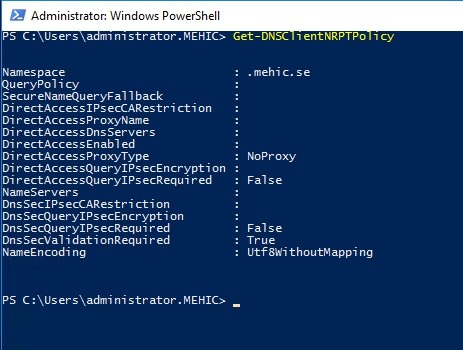 Administrator: Windows PowerShell
PS C:\Users\administrator.MEHIC> Get-DNSClientNRPTPolicy
Namespace : .mehic.se
QueryPolicy :
SecureNameQueryFallback :
DirectAccessIPsecCARestriction :
DirectAccessProxyName :
DirectAccessDnsServers :
DirectAccessEnabled :
DirectAccessProxyType : NoProxy
DirectAccessQueryIPsecEncryption :
DirectAccessQueryIPsecRequired : False
NameServers :
DnsSecIPsecCARestriction :
DnsSecQueryIPsecEncryption :
DnsSecQueryIPsecRequired : False
DnsSecValidationRequired : True
NameEncoding : Utf8WithoutMapping
PS C:\Users\administrator.MEHIC> _